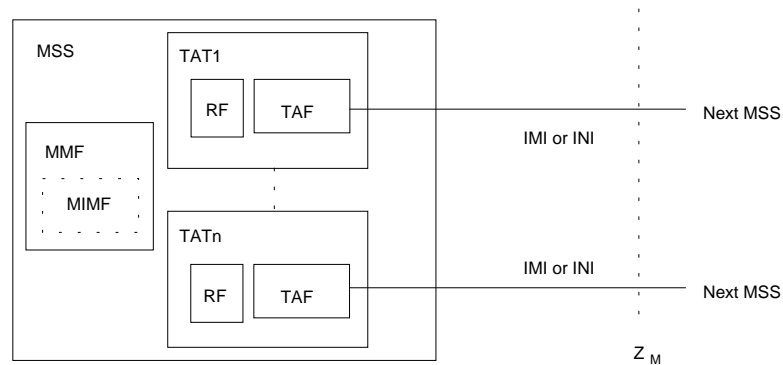 MSS
TAT1
RF
TAF
Next MSS
IMI or INI
MMF
MIMF
TATn
RF
TAF
IMI or INI
Next MSS
Z M